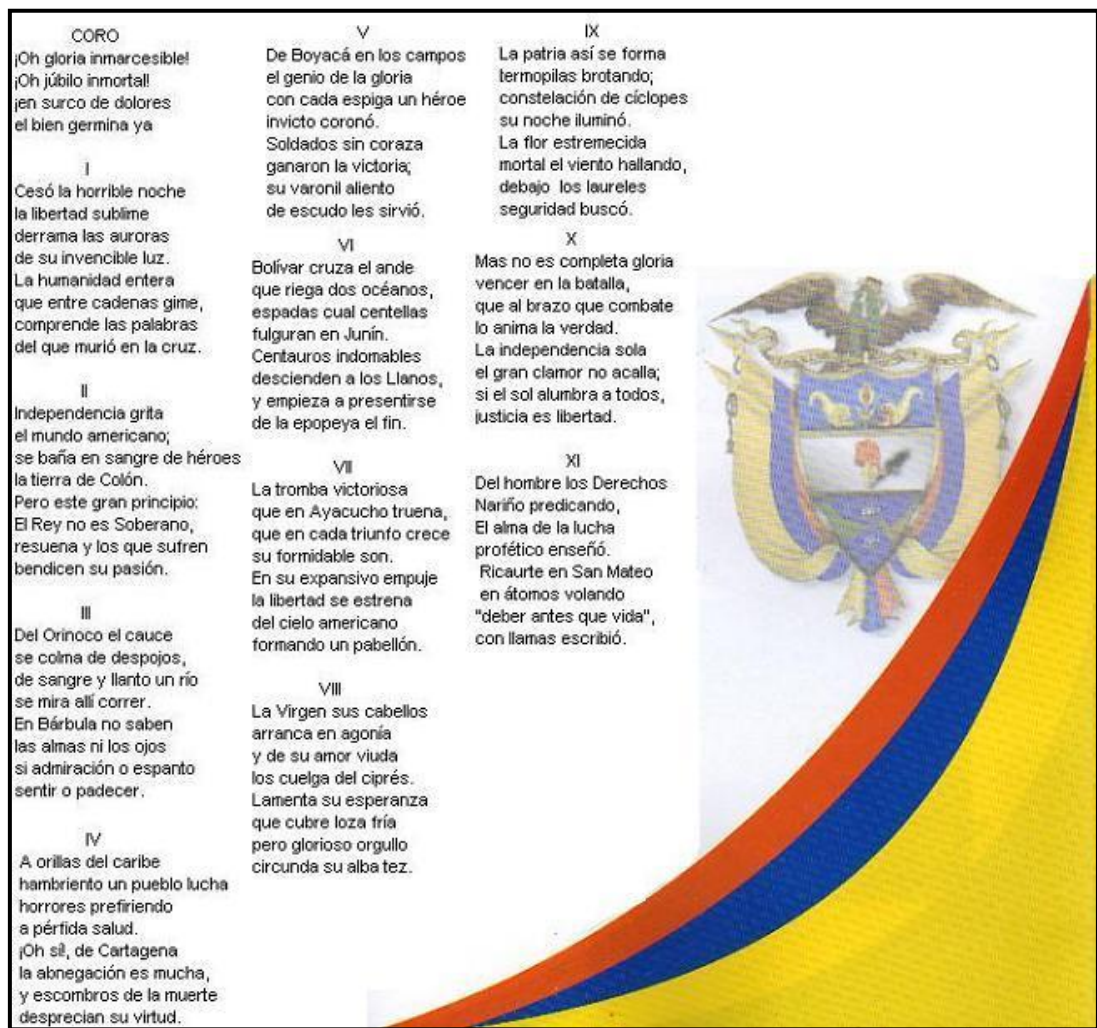 CORO
¡Oh gloria inmarcesible!
¡Oh júbilo inmortal!
¡en surco de dolores
el bien germina ya
I
Cesó la horrible noche
la libertad sublime
derrama las auroras
de su invencible luz.
La humanidad entera
que entre cadenas gime,
comprende las palabras
del que murió en la cruz.
II
Independencia grita
el mundo americano;
se baña en sangre de héroes
la tierra de Colón.
Pero este gran principio:
El Rey no es Soberano,
resuena y los que sufren
bendicen su pasión.
III
Del Orinoco el cauce
se colma de despojos,
de sangre y llanto un río
se mira allí correr.
En Bárbula no saben
las almas ni los ojos
si admiración o espanto
sentir o padecer.
IV
A orillas del caribe
hambriento un pueblo lucha
horrores prefiriendo
a pérfida salud.
¡Oh sí!, de Cartagena
la abnegación es mucha,
y escombros de la muerte
desprecian su virtud.
V
De Boyacá en los campos
el genio de la gloria
con cada espiga un héroe
invicto coronó.
Soldados sin coraza
ganaron la victoria;
su varonil aliento
de escudo les sirvió.
VI
Bolívar cruza el ande
que riega dos océanos,
espadas cual centellas
fulguran en Junín.
Centauros indomables
descienden a los Llanos,
y empieza a presentirse
de la epopeya el fin.
VII
La tromba victoriosa
que en Ayacucho truena,
que en cada triunfo crece
su formidable son.
En su expansivo empuje
la libertad se estrena
del cielo americano
formando un pabellón.
VIII
La Virgen sus cabellos
arranca en agonía
y de su amor viuda
los cuelga del ciprés.
Lamenta su esperanza
que cubre loza fría
pero glorioso orgullo
circunda su alba tez.
IX
La patria así se forma
termopilas brotando;
constelación de cíclopes
su noche iluminó.
La flor estremecida
mortal el viento hallando,
debajo los laureles
seguridad buscó.
X
Mas no es completa gloria
vencer en la batalla,
que al brazo que combate
lo anima la verdad.
La independencia sola
el gran clamor no acalla;
si el sol alumbra a todos,
justicia es libertad.
XI
Del hombre los Derechos
Nariño predicando,
El alma de la lucha
profético enseñó.
Ricaurte en San Mateo
en átomos volando
"deber antes que vida",
con llamas escribió.